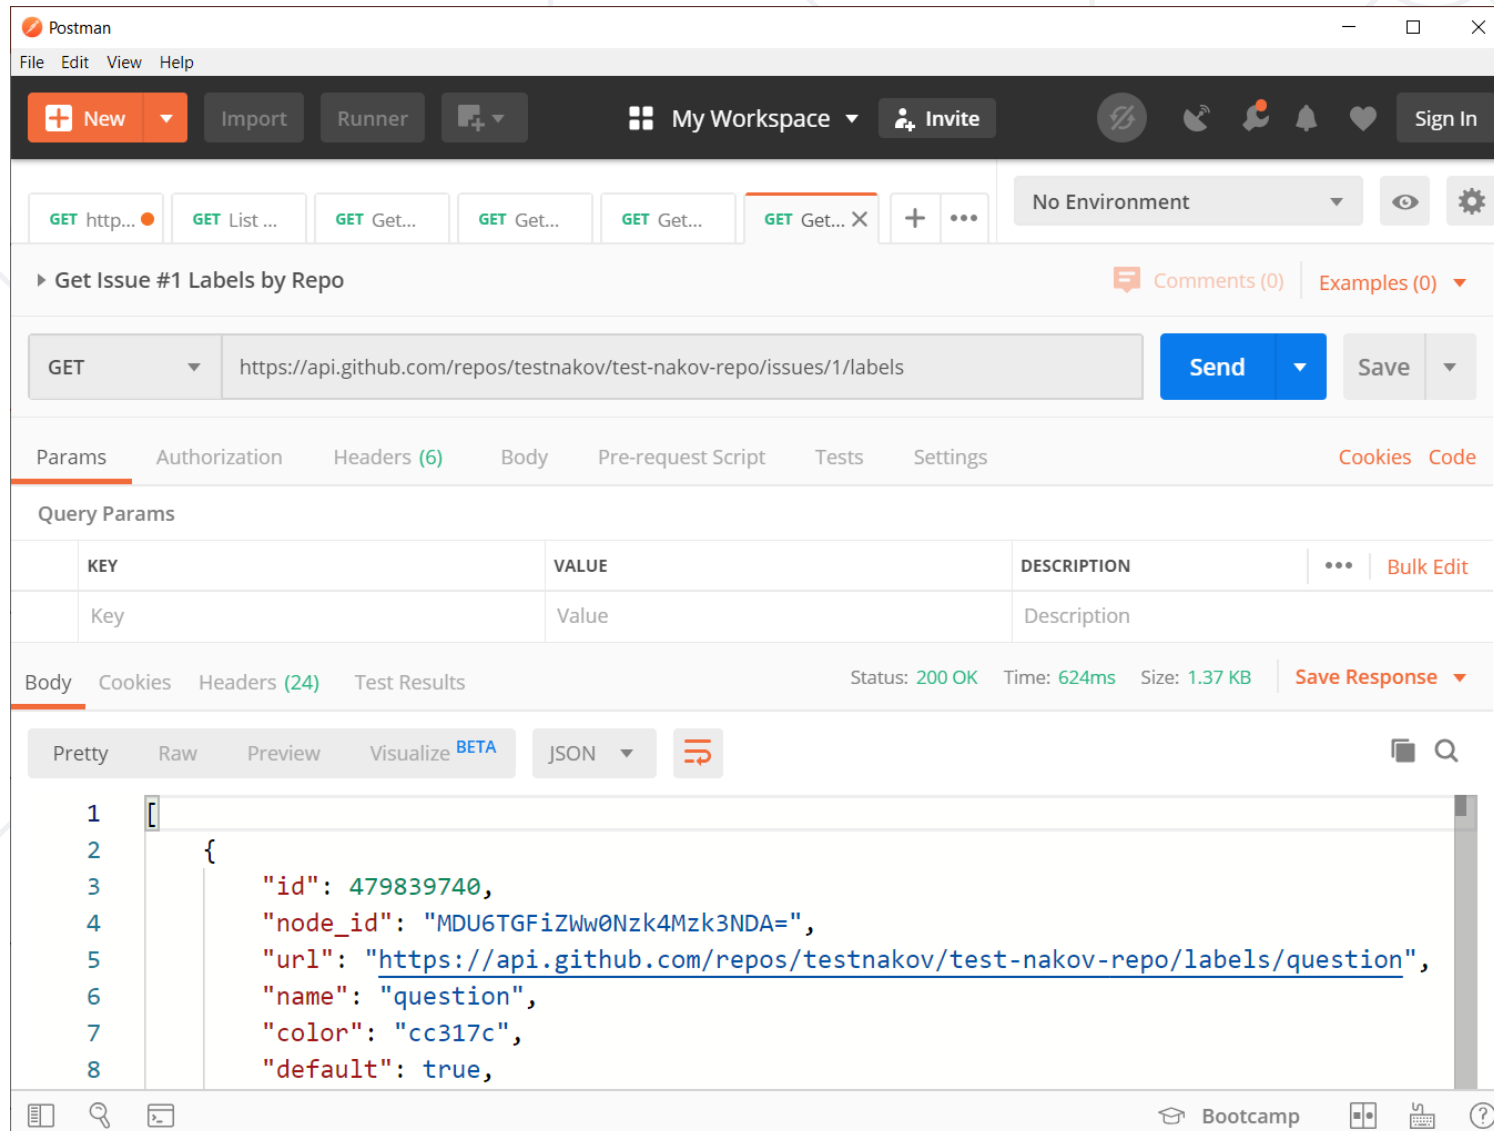 Postman
File Edit View Help
New Import Runner My Workspace Invite Sign In
GET http... GET List ... GET Get... GET Get... GET Get... GET Get... No Environment
Get Issue #1 Labels by Repo Comments (0) Examples (0)
GET https://api.github.com/repos/testnakov/test-nakov-repo/issues/1/labels Send Save
Params Authorization Headers (6) Body Pre-request Script Tests Settings Cookies Code
Query Params
KEY VALUE DESCRIPTION ••• Bulk Edit
Key Value Description
Body Cookies Headers (24) Test Results Status: 200 OK Time: 624ms Size: 1.37 KB Save Response
Pretty Raw Preview Visualize BETA JSON
1 [
2 {
3 "id": 479839740,
4 "node_id": "MDU6TGFiZWw0Nzk4Mzk3NDA=",
5 "url": "https://api.github.com/repos/testnakov/test-nakov-repo/labels/question",
6 "name": "question",
7 "color": "cc317c",
8 "default": true,
Bootcamp